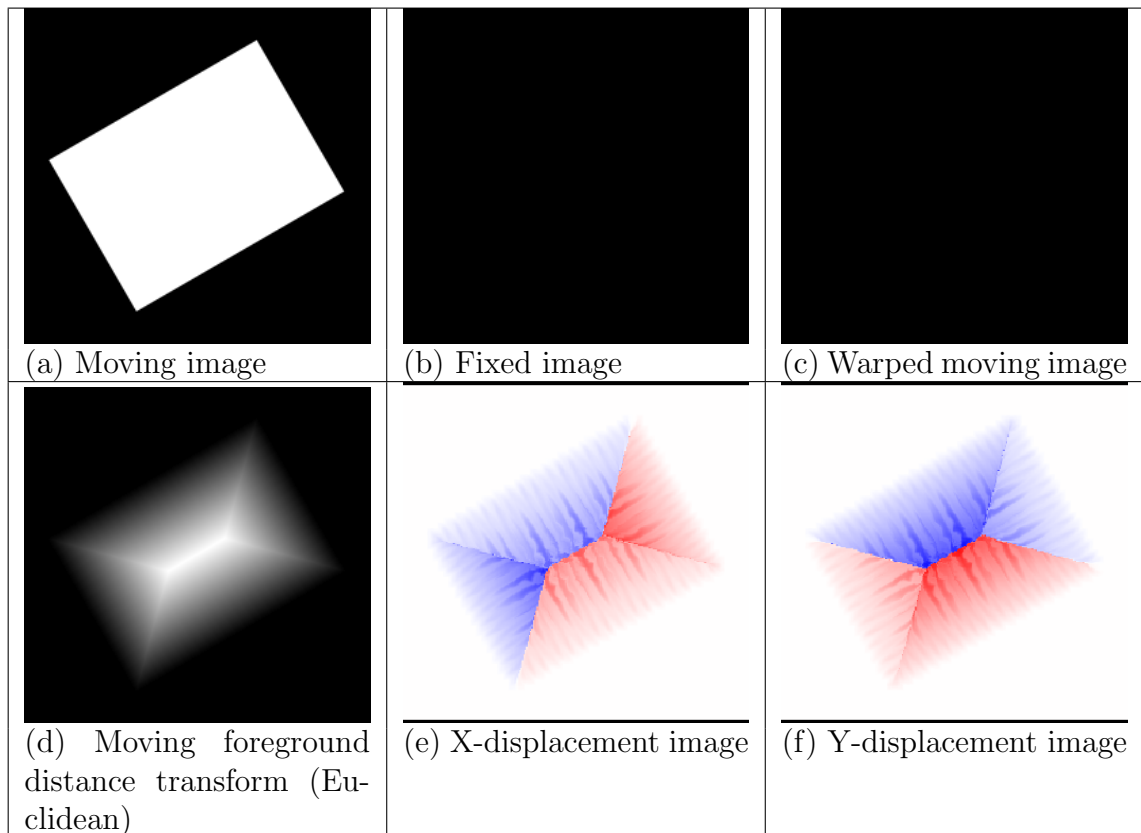 (a) Moving image
(b) Fixed image
(c) Warped moving image
(d) Moving foreground
distance transform (Eu-
clidean)
(e) X-displacement image
(f) Y-displacement image